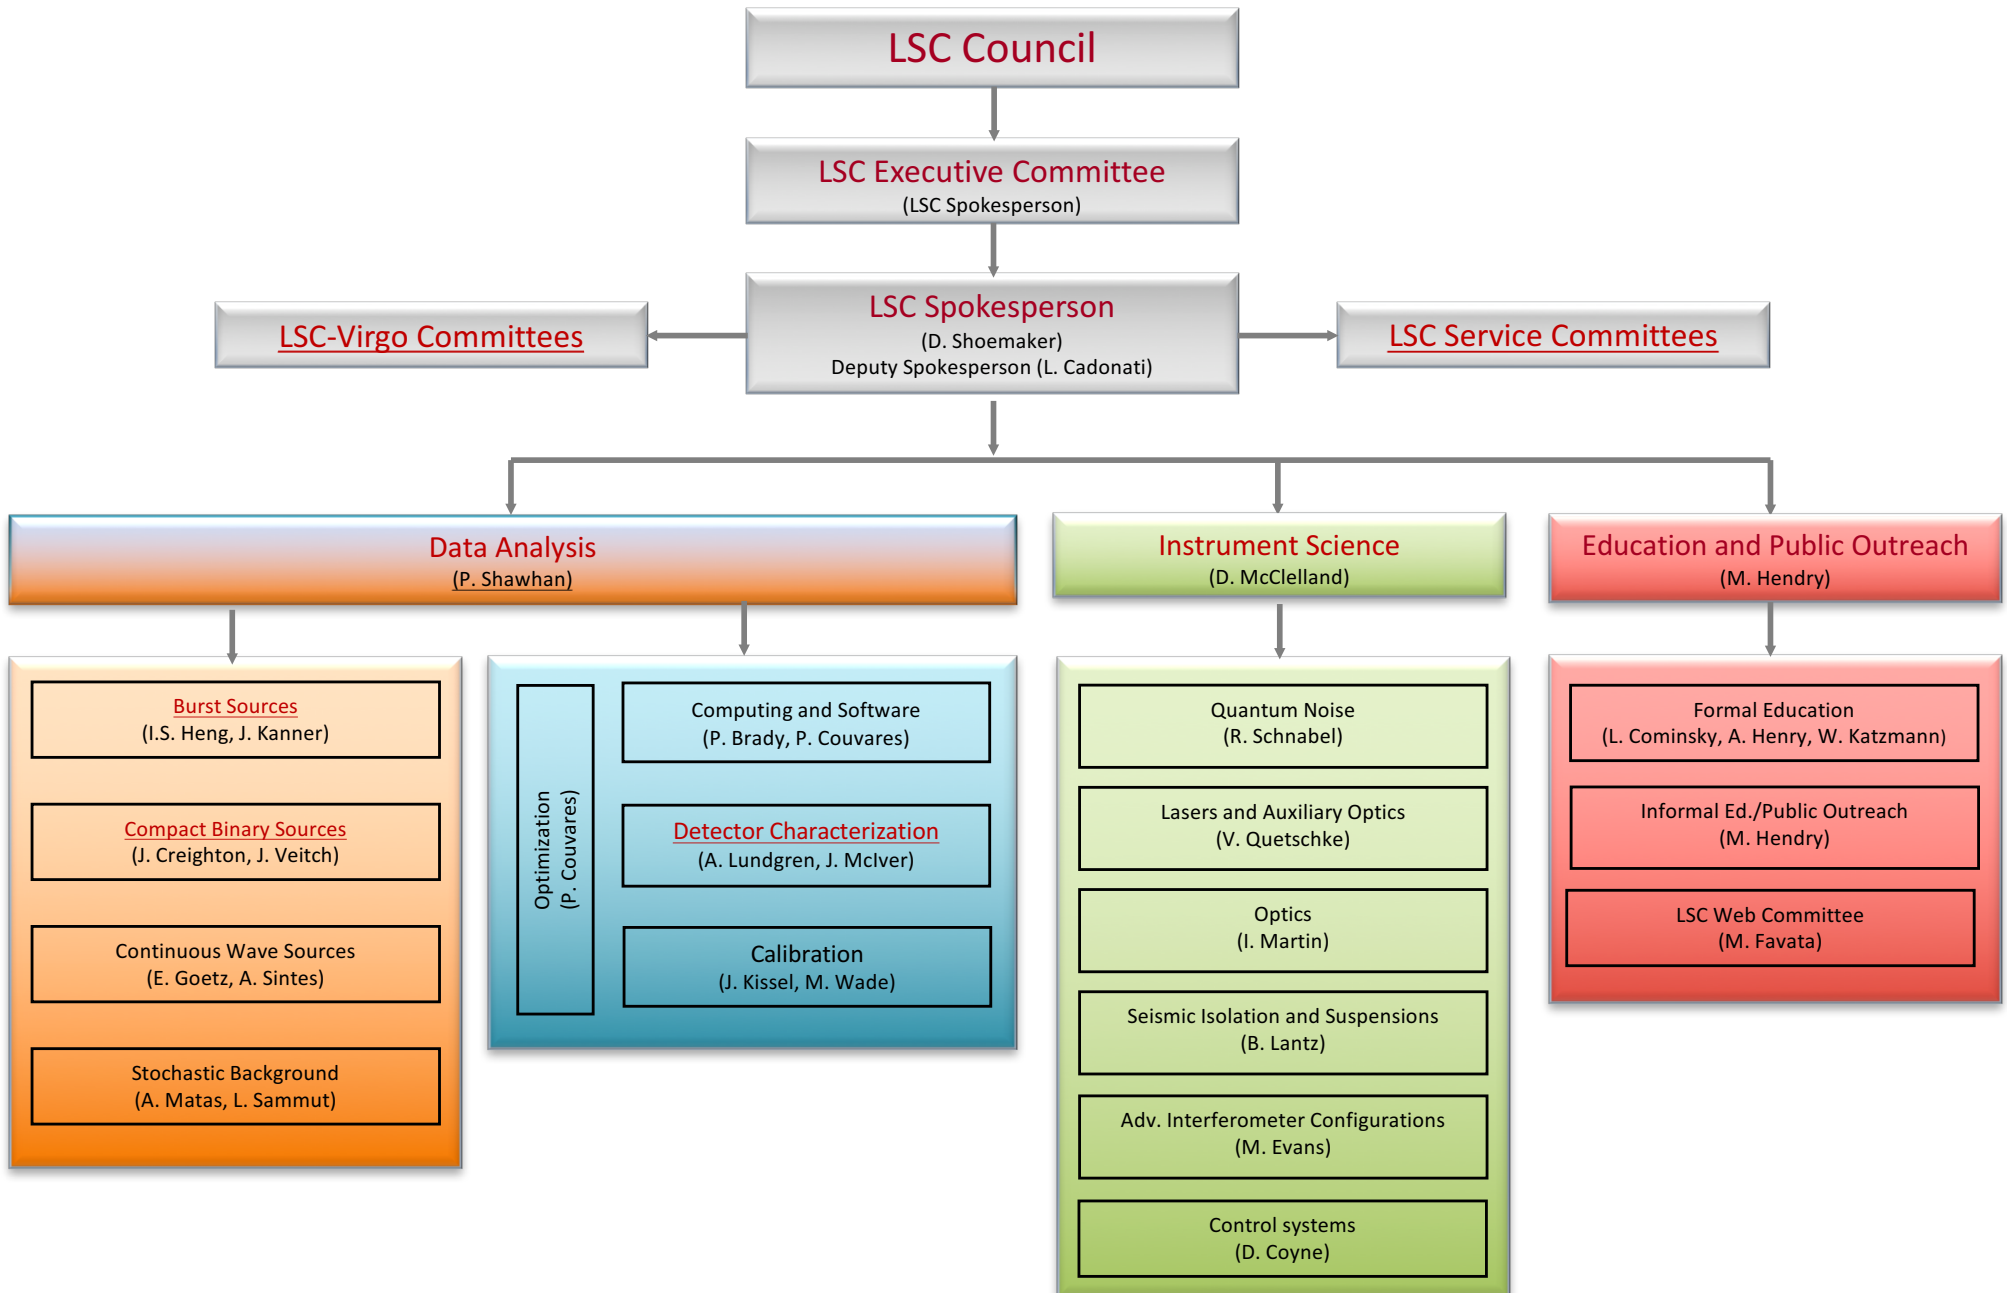 LSC Council
LSC Executive Committee
(LSC Spokesperson)
LSC Spokesperson
(D. Shoemaker)
Deputy Spokesperson (L. Cadonati)
LSC-Virgo Committees
LSC Service Committees
Data Analysis
(P. Shawhan)
Instrument Science
(D. McClelland)
Education and Public Outreach
(M. Hendry)
Burst Sources
(I.S. Heng, J. Kanner)
Compact Binary Sources
(J. Creighton, J. Veitch)
Continuous Wave Sources
(E. Goetz, A. Sintes)
Stochastic Background
(A. Matas, L. Sammut)
Optimization
(P. Couvares)
Computing and Software
(P. Brady, P. Couvares)
Detector Characterization
(A. Lundgren, J. McIver)
Calibration
(J. Kissel, M. Wade)
Quantum Noise
(R. Schnabel)
Lasers and Auxiliary Optics
(V. Quetschke)
Optics
(I. Martin)
Seismic Isolation and Suspensions
(B. Lantz)
Adv. Interferometer Configurations
(M. Evans)
Control systems
(D. Coyne)
Formal Education
(L. Cominsky, A. Henry, W. Katzmann)
Informal Ed./Public Outreach
(M. Hendry)
LSC Web Committee
(M. Favata)